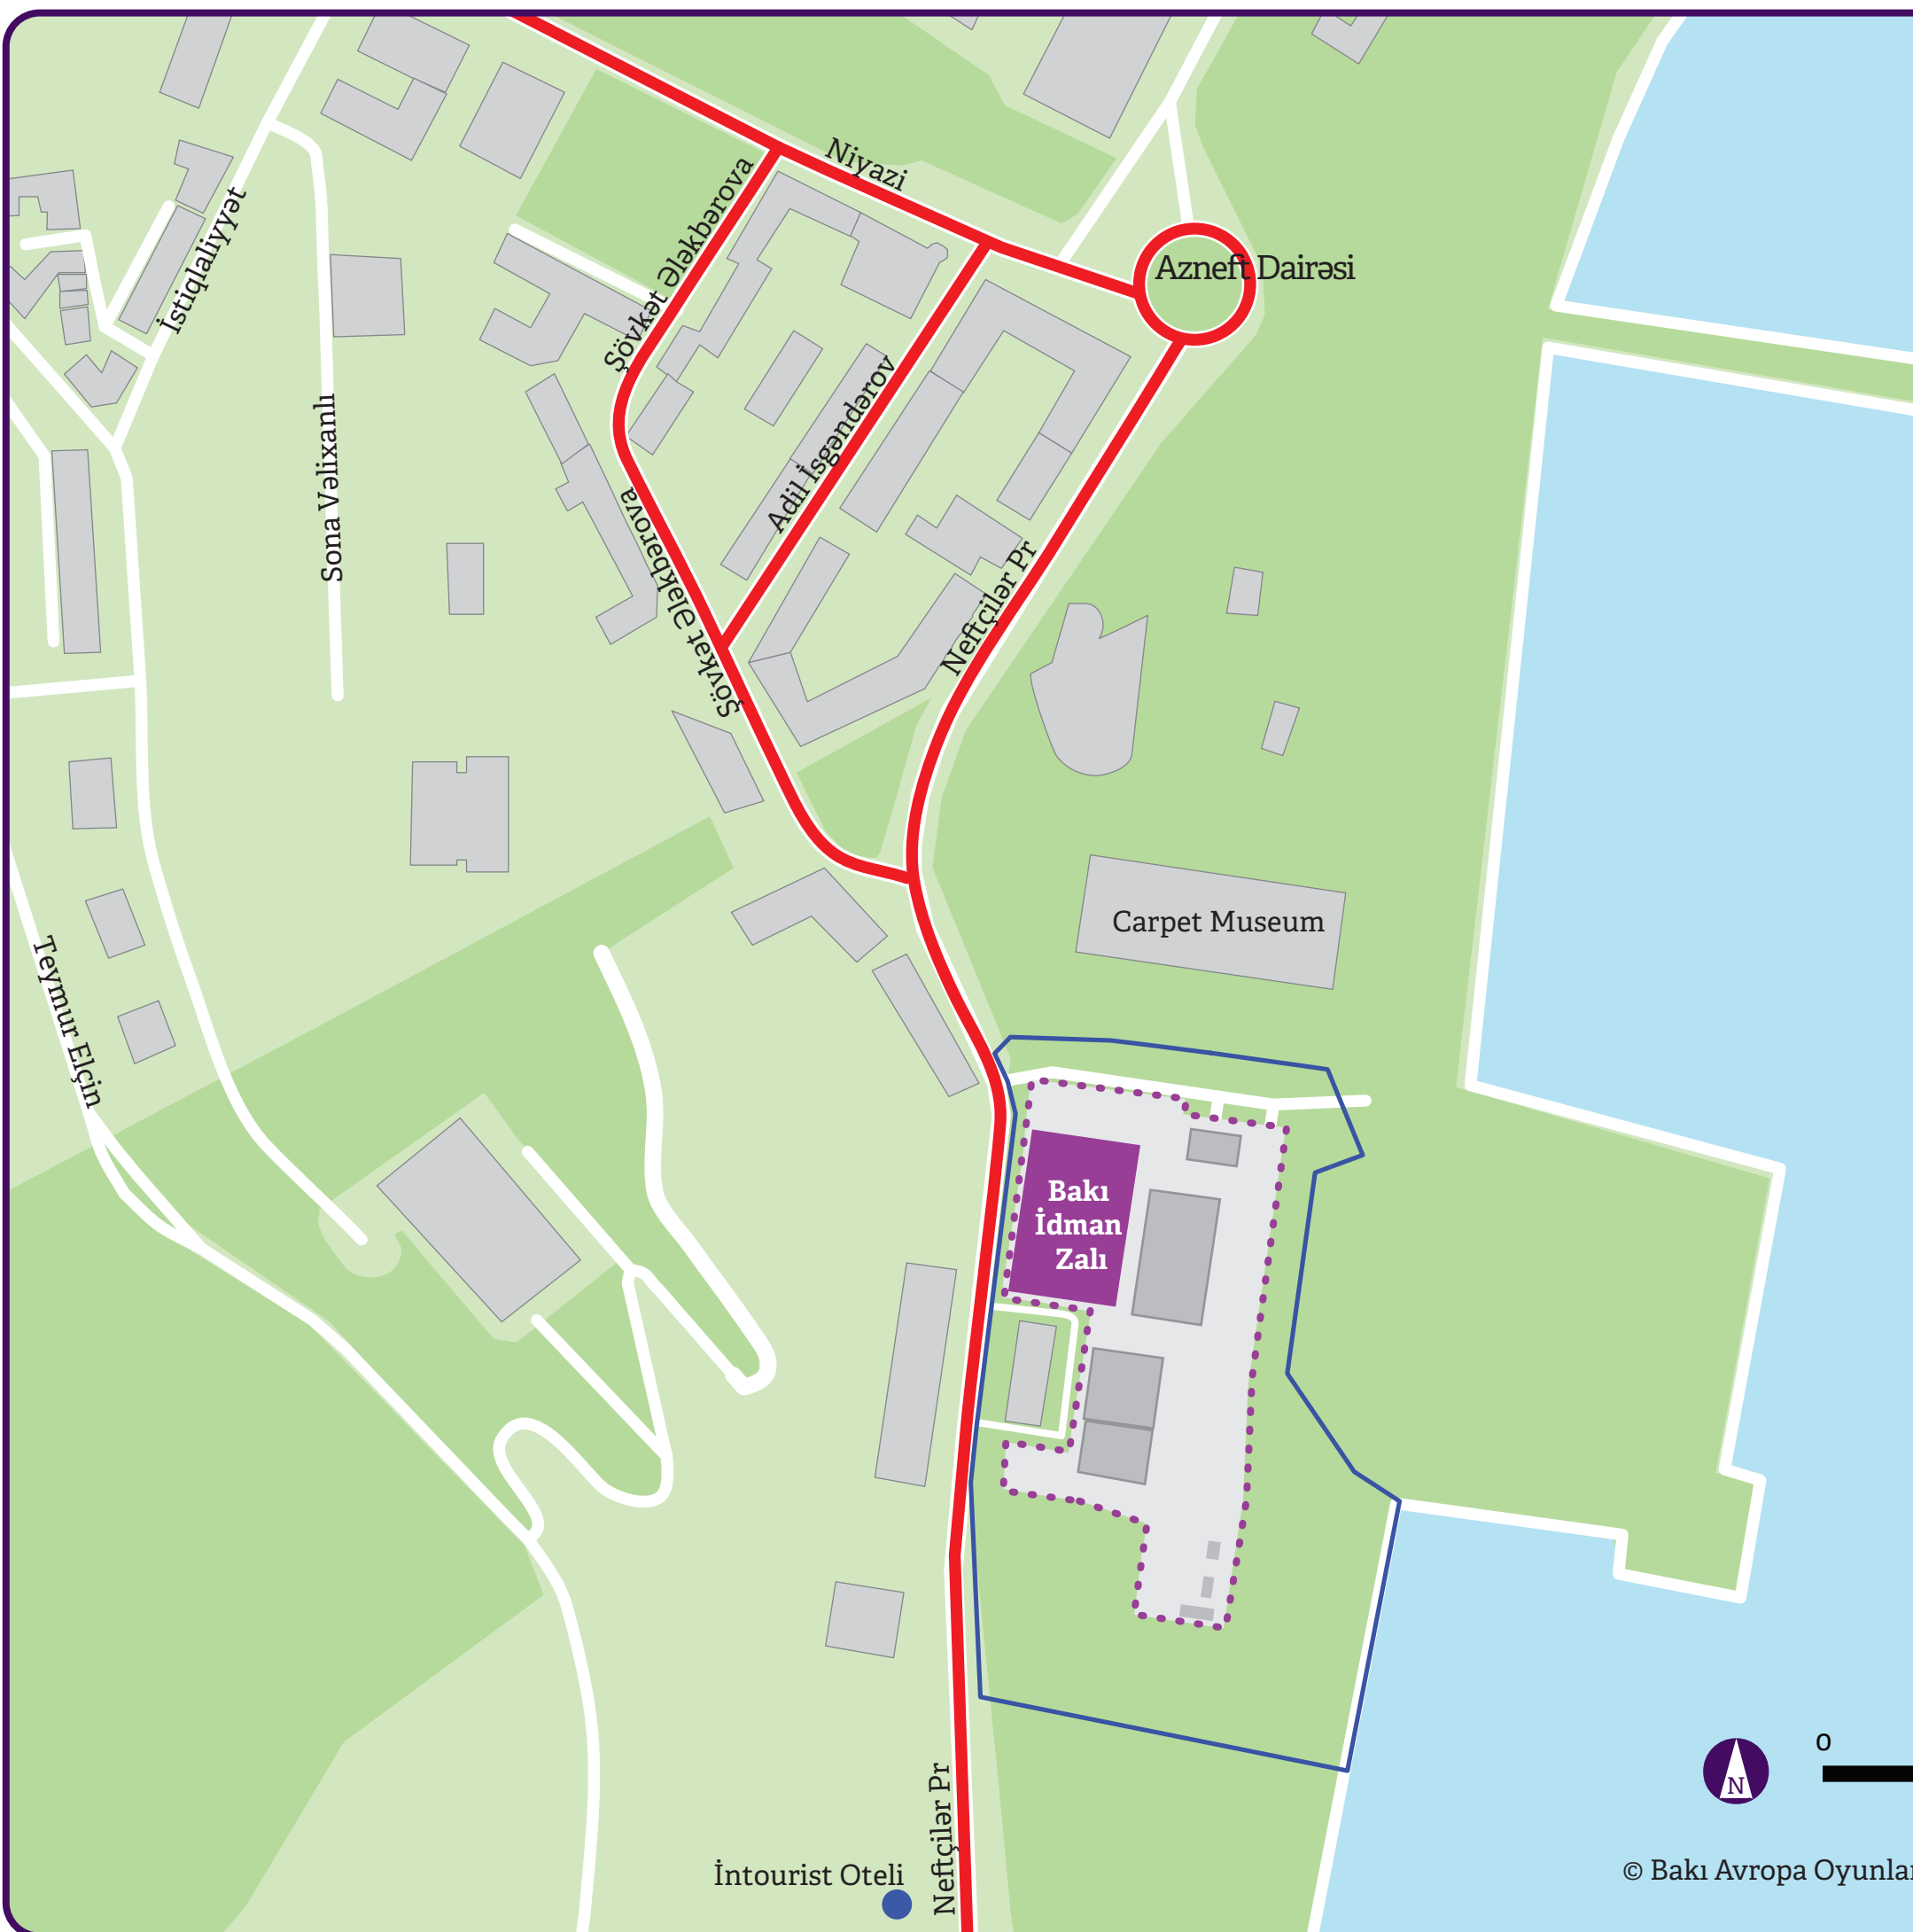 Niyazi
Şövkət Ələkbərova
Azneft Dairəsi
İstiqlaliyyət
Adil İsgəndərov
Sona Vəlixanlı
Şövkət Ələkbərova
Neftçilər Pr
Carpet Museum
Teymur Elçin
Bakı
İdman
Zalı
0
N
Neftçilər Pr
İntourist Oteli
© Bakı Avropa